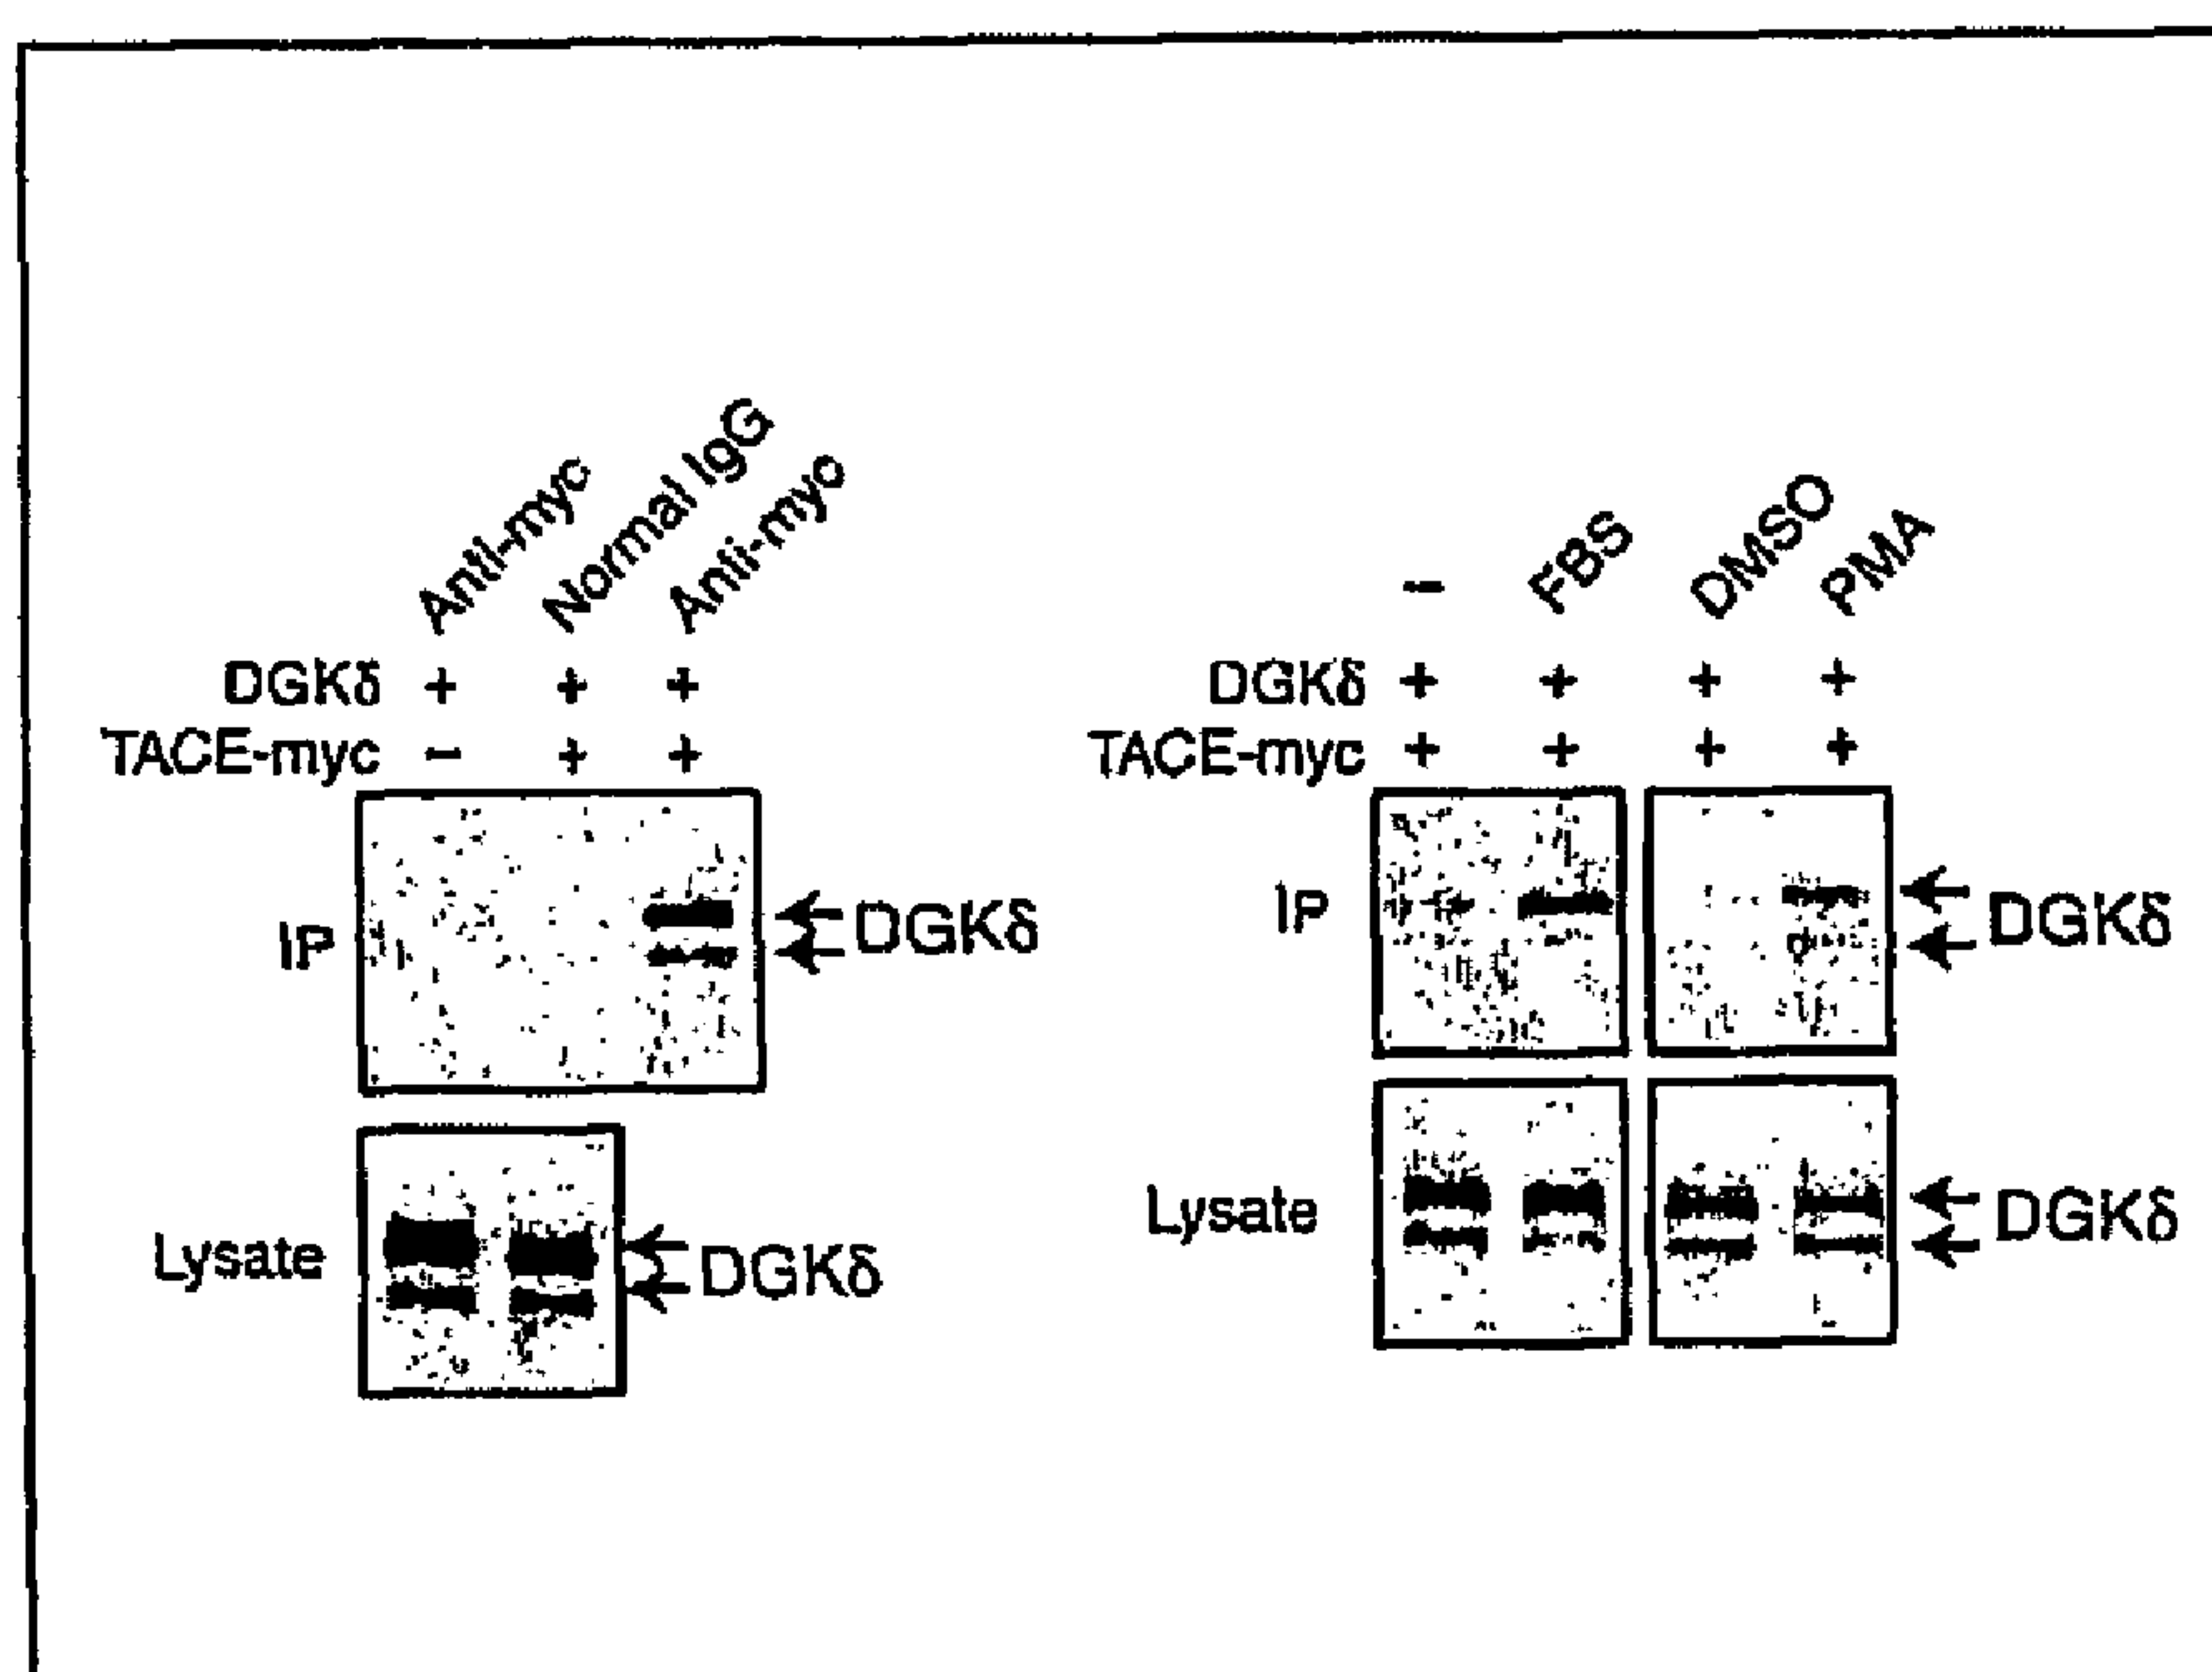 Anti-myc Normal IgG Anti-myc
DGKδ + + +
TACE-myc − + +
IP DGKδ
Lysate DGKδ
− FBS DMSO PMA
DGKδ + + + +
TACE-myc + + + +
IP DGKδ
Lysate DGKδ